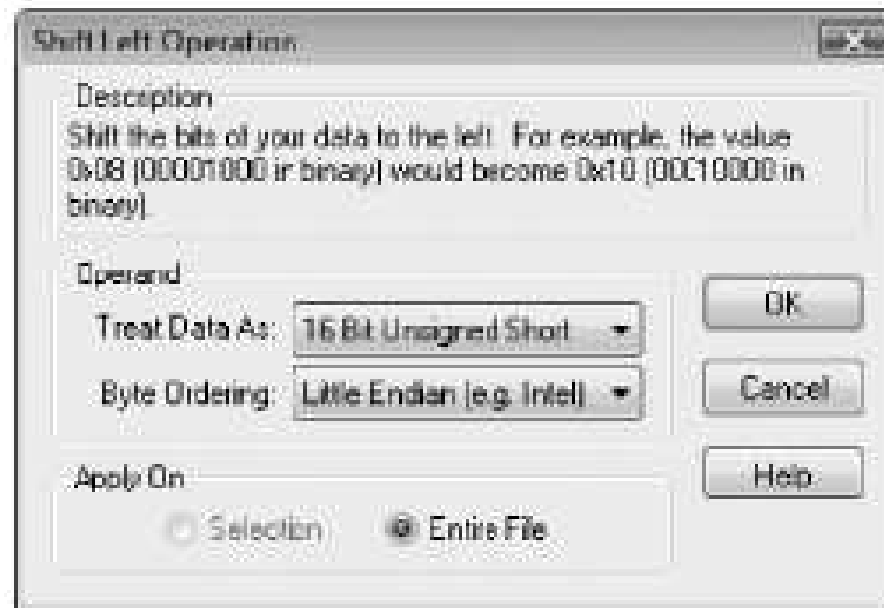 Shift Left Operation
Description
Shift the bits of your data to the left. For example, the value
0x08 (00001000 in binary) would become 0x10 (00010000 in
binary).
Operand
Treat Data As: 16 Bit Unsigned Short
Byte Ordering: Little Endian (e.g. Intel)
OK
Cancel
Help
Apply On
Selection Entire File